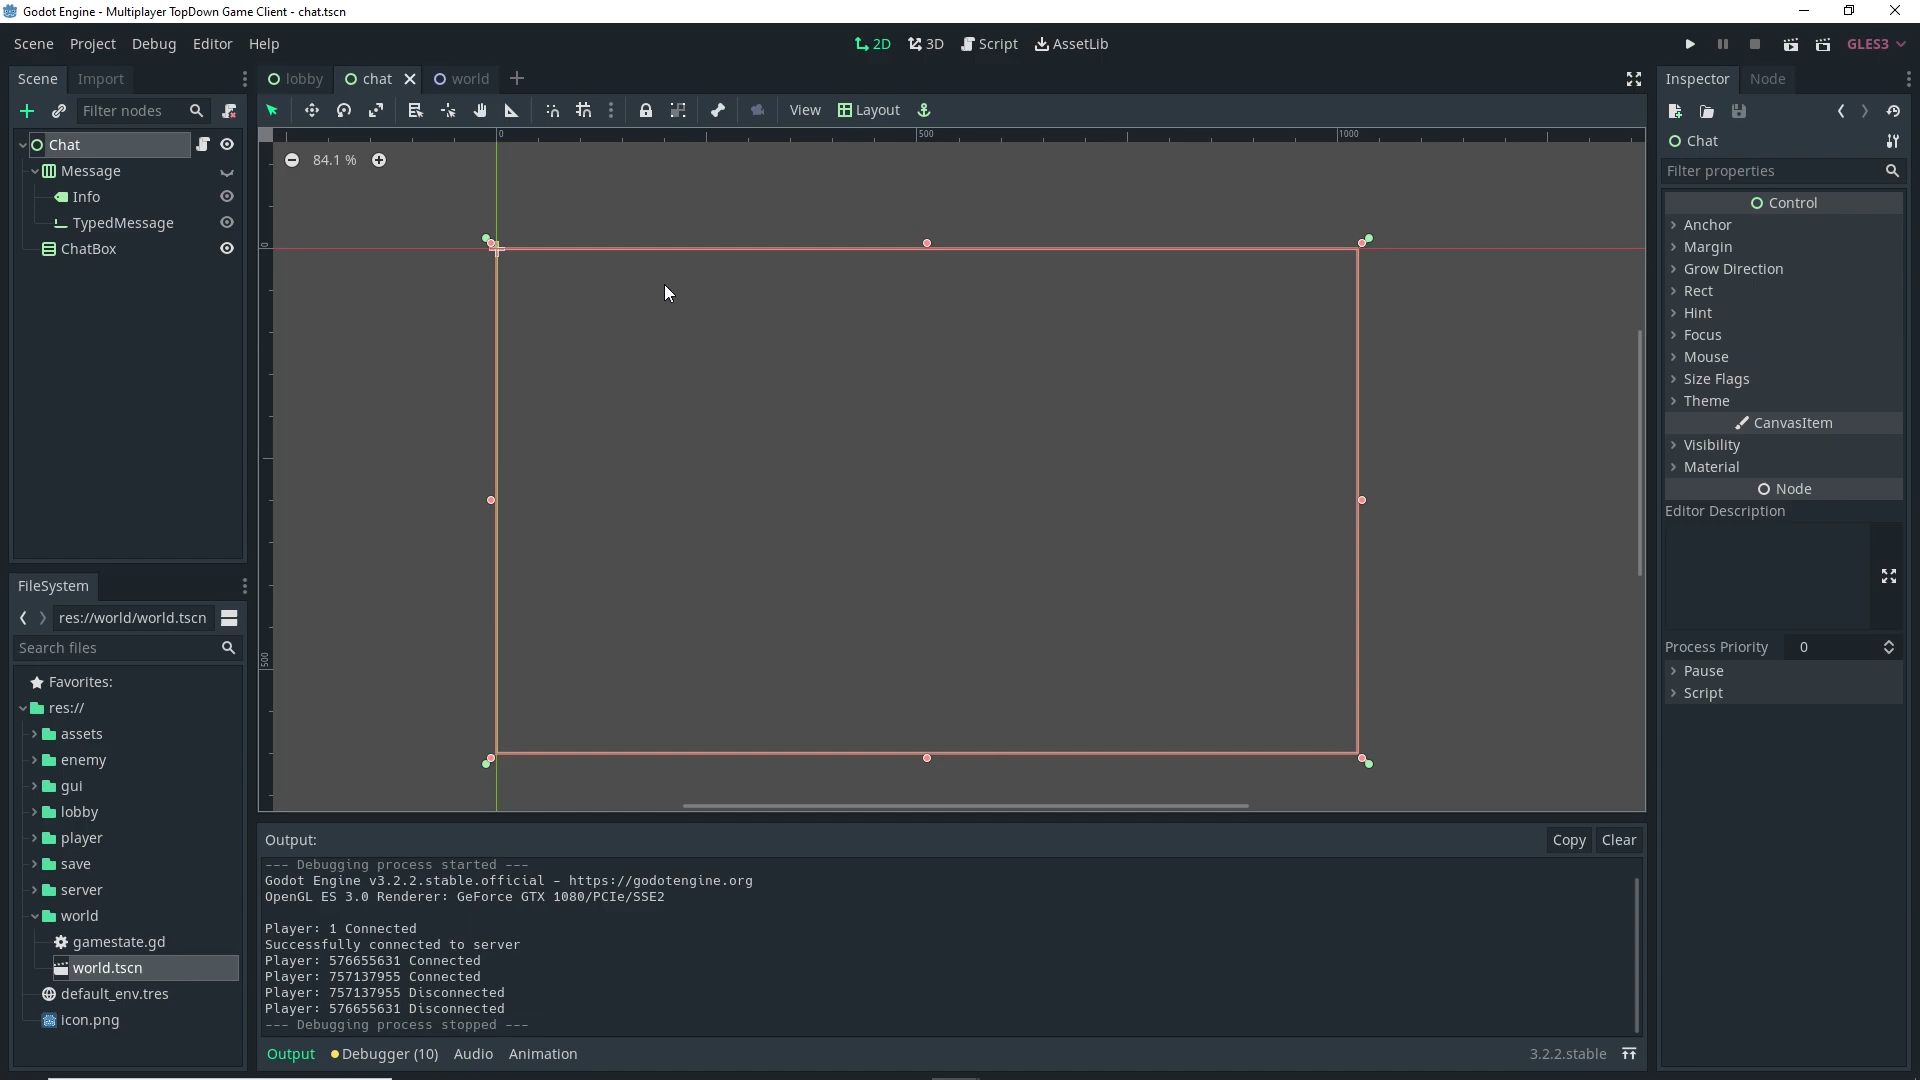 Godot Engine - Multiplayer TopDown Game Client - chat.tscn
Scene Project Debug Editor Help
2D 3D Script AssetLib
GLES3
Scene Import
lobby chat world
Inspector Node
Filter nodes
View Layout
Chat
Message
Info
TypedMessage
ChatBox
0 500 1000
84.1 %
0
500
Chat
Filter properties
Control
Anchor
Margin
Grow Direction
Rect
Hint
Focus
Mouse
Size Flags
Theme
CanvasItem
Visibility
Material
Node
Editor Description
Process Priority 0
Pause
Script
FileSystem
res://world/world.tscn
Search files
Favorites:
res://
assets
enemy
gui
lobby
player
save
server
world
gamestate.gd
world.tscn
default_env.tres
icon.png
Output: Copy Clear
--- Debugging process started ---
Godot Engine v3.2.2.stable.official - https://godotengine.org
OpenGL ES 3.0 Renderer: GeForce GTX 1080/PCIe/SSE2
Player: 1 Connected
Successfully connected to server
Player: 576655631 Connected
Player: 757137955 Connected
Player: 757137955 Disconnected
Player: 576655631 Disconnected
--- Debugging process stopped ---
Output Debugger (10) Audio Animation 3.2.2.stable